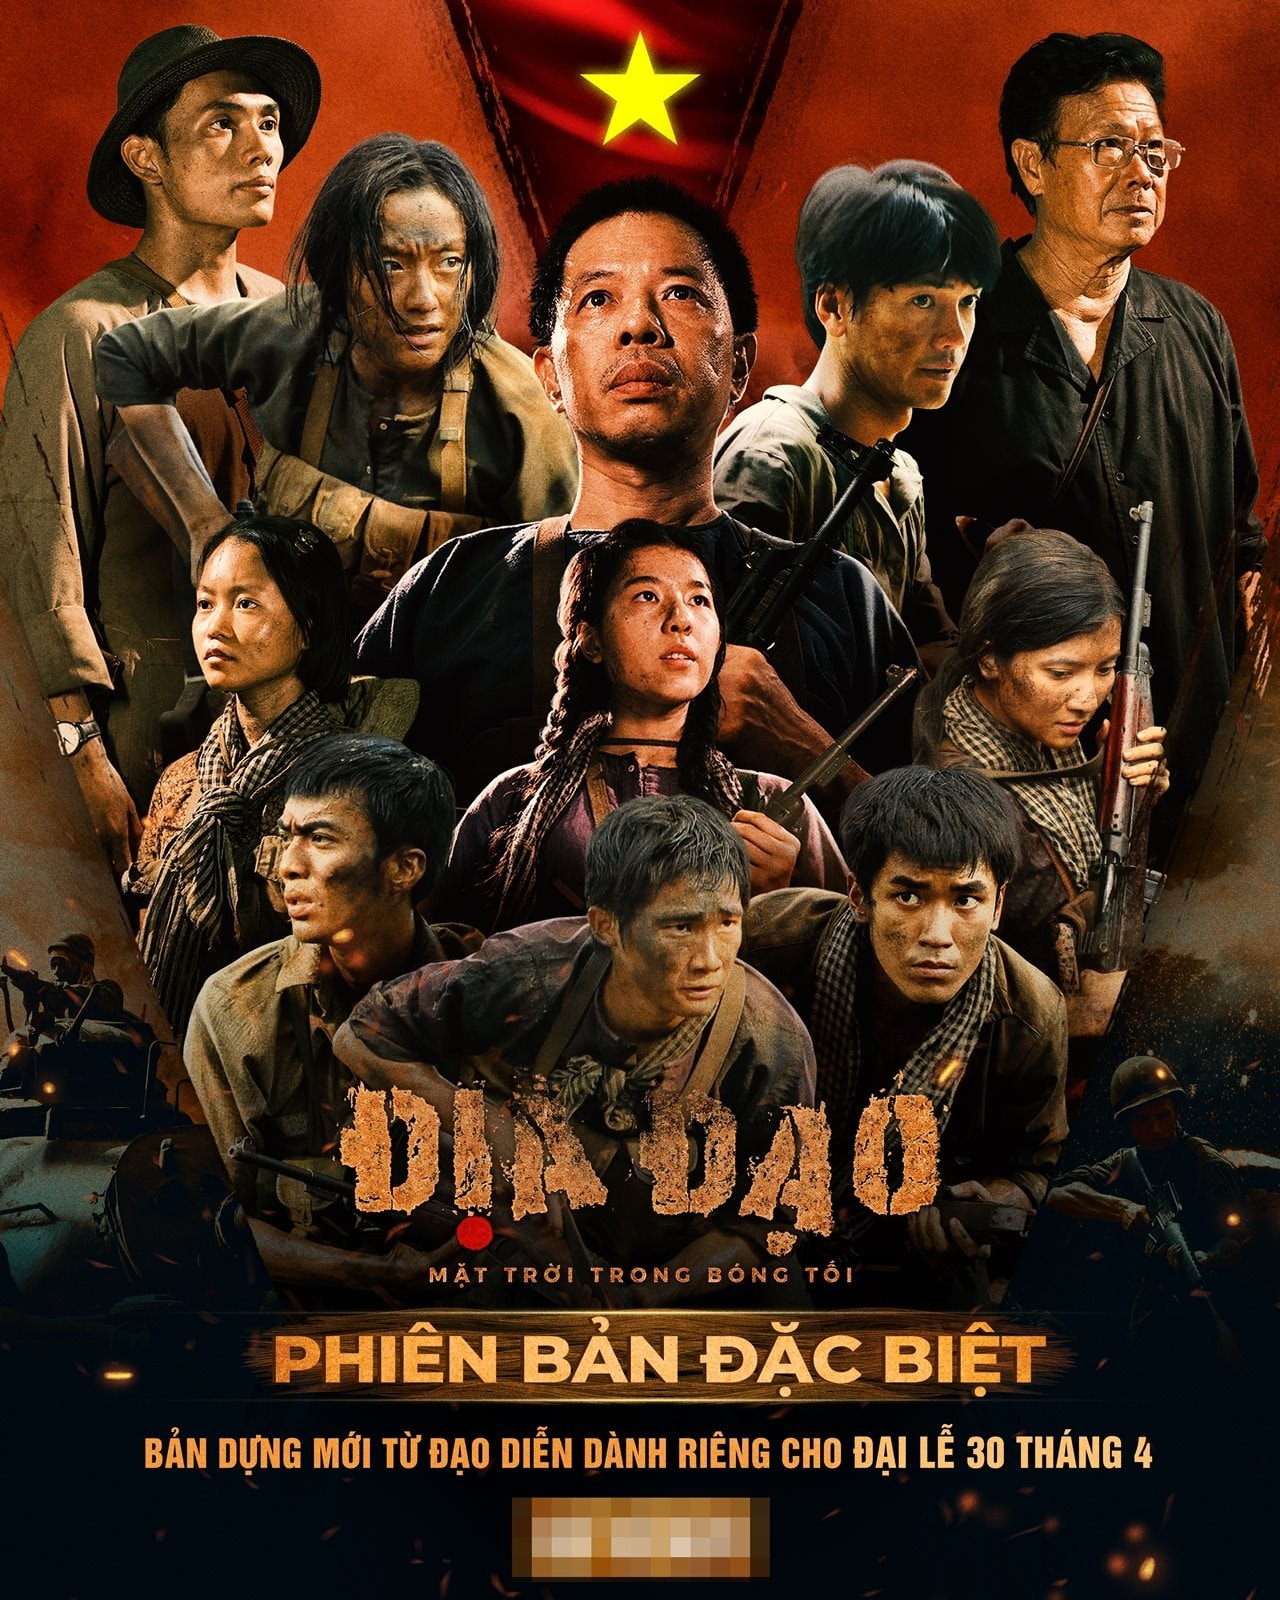 ĐỊA ĐẠO
MẶT TRỜI TRONG BÓNG TỐI
PHIÊN BẢN ĐẶC BIỆT
BẢN DỰNG MỚI TỪ ĐẠO DIỄN DÀNH RIÊNG CHO ĐẠI LỄ 30 THÁNG 4